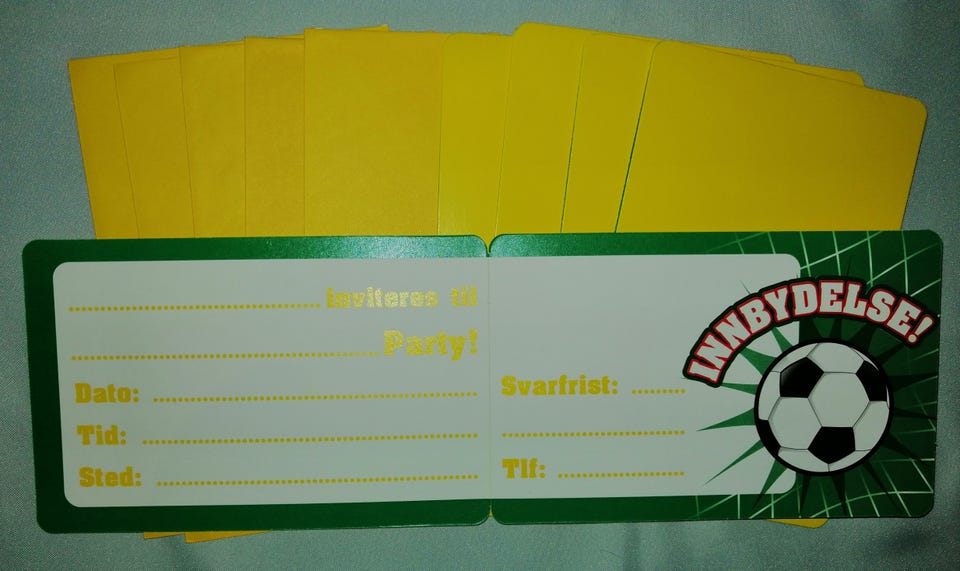 ............................................ inviteres til
...................................................... Party!
Dato: ......................................................
Tid: ........................................................
Sted: ......................................................
INNBYDELSE!
Svarfrist: .........
...............................
Tlf: .....................